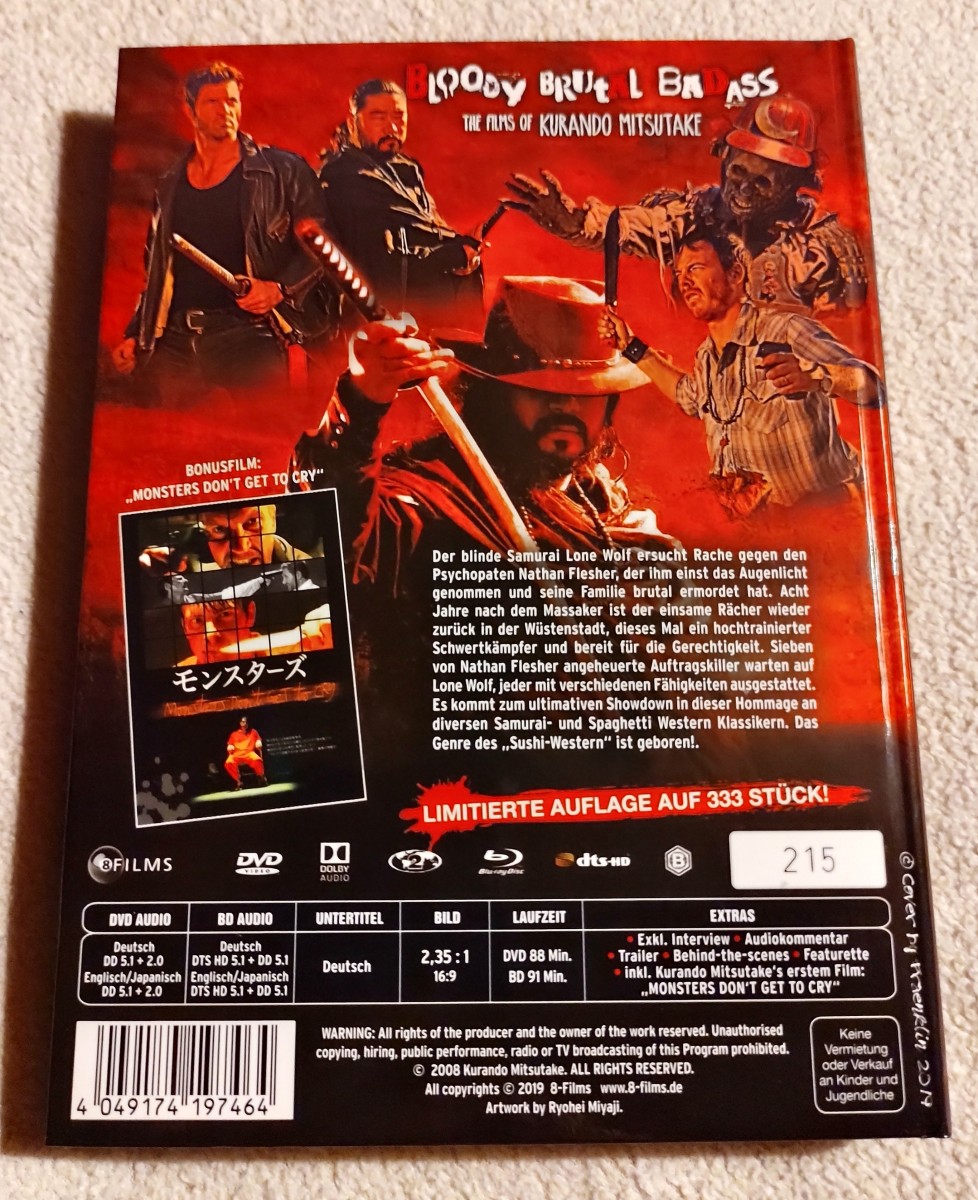 BLOODY BRUTAL BADASS
THE FILMS OF KURANDO MITSUTAKE
BONUSFILM:
„MONSTERS DON'T GET TO CRY"
モンスターズ
Monsters Don't Get to Cry
Der blinde Samurai Lone Wolf ersucht Rache gegen den
Psychopaten Nathan Flesher, der ihm einst das Augenlicht
genommen und seine Familie brutal ermordet hat. Acht
Jahre nach dem Massaker ist der einsame Rächer wieder
zurück in der Wüstenstadt, dieses Mal ein hochtrainierter
Schwertkämpfer und bereit für die Gerechtigkeit. Sieben
von Nathan Flesher angeheuerte Auftragskiller warten auf
Lone Wolf, jeder mit verschiedenen Fähigkeiten ausgestattet.
Es kommt zum ultimativen Showdown in dieser Hommage an
diversen Samurai- und Spaghetti Western Klassikern. Das
Genre des „Sushi-Western" ist geboren!.
LIMITIERTE AUFLAGE AUF 333 STÜCK!
8FILMS
DVD
VIDEO
DOLBY
AUDIO
2
Blu-ray Disc
dts-HD
B
215
DVD AUDIO
BD AUDIO
UNTERTITEL
BILD
LAUFZEIT
EXTRAS
Deutsch
DD 5.1 + 2.0
Englisch/Japanisch
DD 5.1 + 2.0
Deutsch
DTS HD 5.1 + DD 5.1
Englisch/Japanisch
DTS HD 5.1 + DD 5.1
Deutsch
2,35 : 1
16:9
DVD 88 Min.
BD 91 Min.
• Exkl. Interview • Audiokommentar
• Trailer • Behind-the-scenes • Featurette
• inkl. Kurando Mitsutake's erstem Film:
„MONSTERS DON'T GET TO CRY"
4 049174 197464
WARNING: All rights of the producer and the owner of the work reserved. Unauthorised
copying, hiring, public performance, radio or TV broadcasting of this Program prohibited.
© 2008 Kurando Mitsutake. ALL RIGHTS RESERVED.
All copyrights © 2019 8-Films www.8-films.de
Artwork by Ryohei Miyaji.
Keine
Vermietung
oder Verkauf
an Kinder und
Jugendliche
© cover by